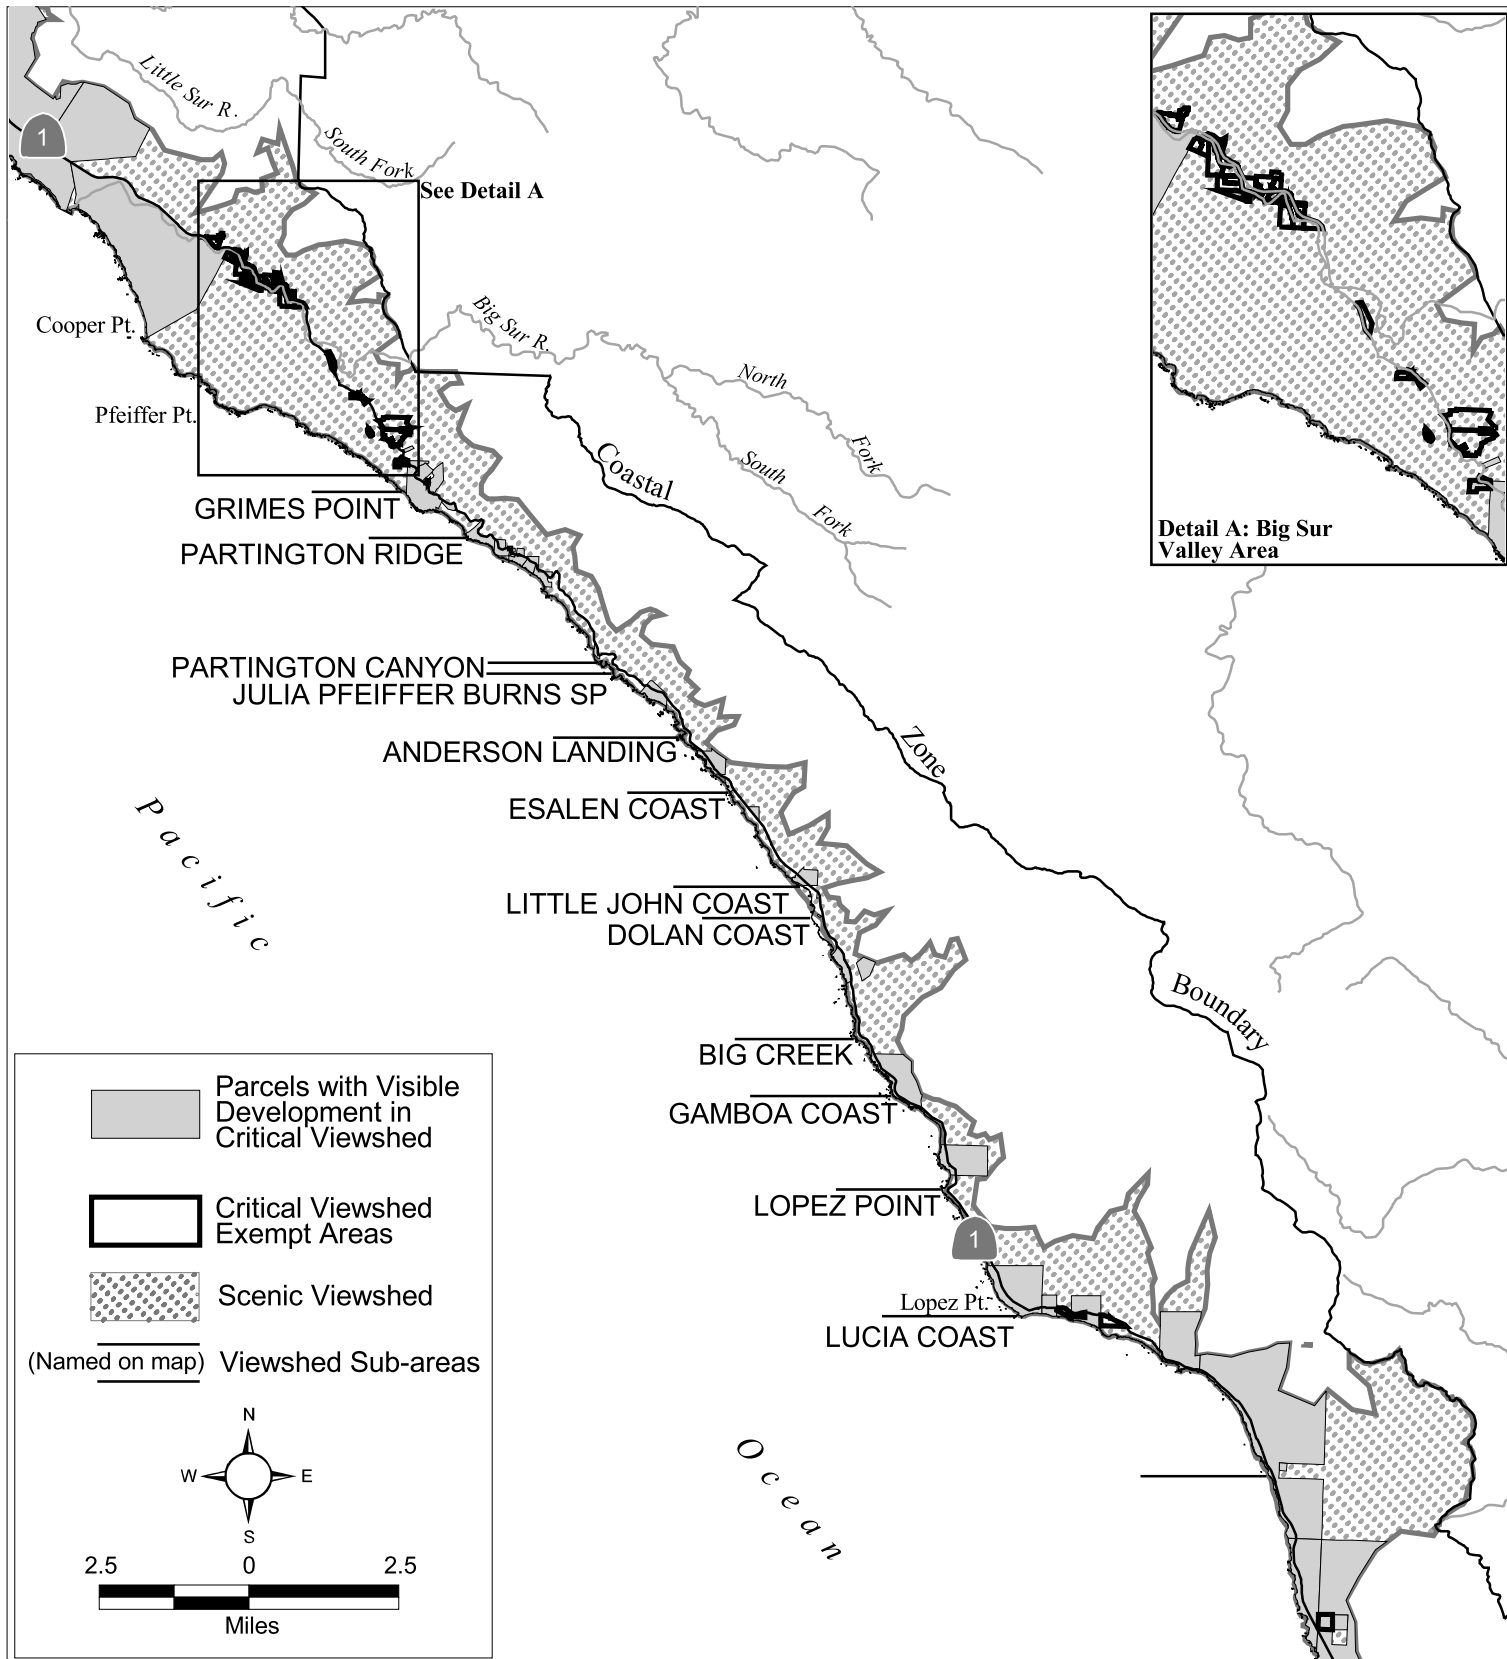 Little Sur R.
1
South Fork
See Detail A
Cooper Pt.
Big Sur R.
North
Fork
Pfeiffer Pt.
South
Fork
Coastal
Zone
Boundary
Detail A: Big Sur
Valley Area
GRIMES POINT
PARTINGTON RIDGE
PARTINGTON CANYON
JULIA PFEIFFER BURNS SP
ANDERSON LANDING
ESALEN COAST
LITTLE JOHN COAST
DOLAN COAST
BIG CREEK
GAMBOA COAST
LOPEZ POINT
1
Lopez Pt.
LUCIA COAST
Pacific
Ocean
Parcels with Visible
Development in
Critical Viewshed
Critical Viewshed
Exempt Areas
Scenic Viewshed
(Named on map) Viewshed Sub-areas
N
W E
S
2.5 0 2.5
Miles